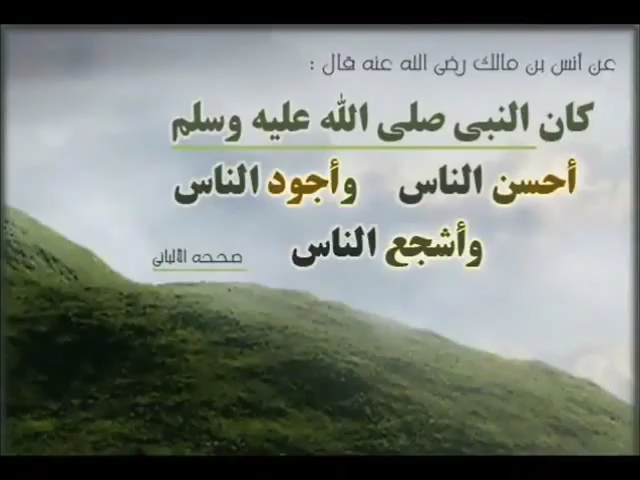 عن أنس بن مالك رضى الله عنه قال :
كان النبى صلى الله عليه وسلم
أحسن الناس وأجود الناس
وأشجع الناس
صححه الألبانى